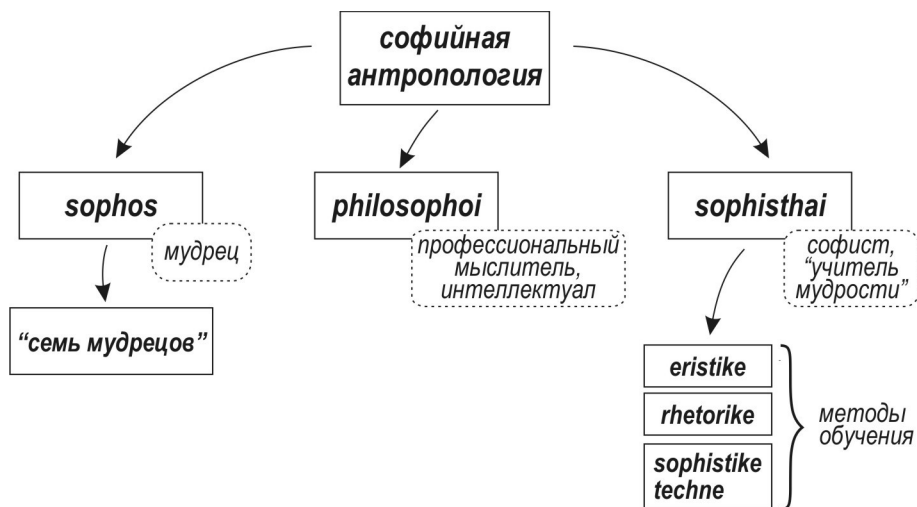 софийная
антропология
sophos
мудрец
“семь мудрецов”
philosophoi
профессиональный
мыслитель,
интеллектуал
sophisthai
софист,
“учитель
мудрости”
eristike
rhetorike
sophistike
techne
методы
обучения